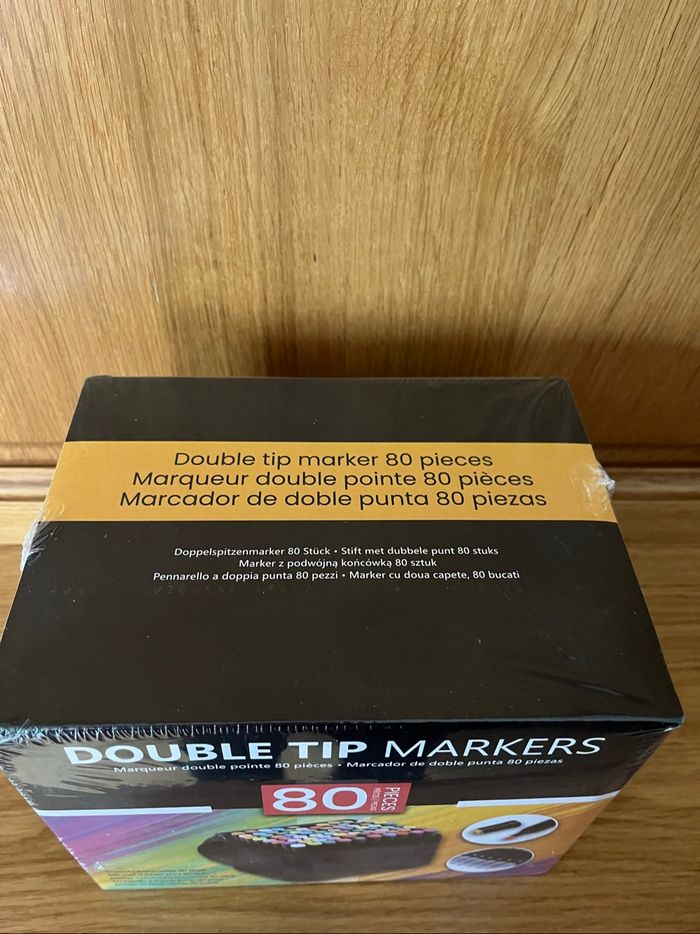 Double tip marker 80 pieces
Marqueur double pointe 80 pièces
Marcador de doble punta 80 piezas
Doppelspitzenmarker 80 Stück • Stift met dubbele punt 80 stuks
Marker z podwójną końcówką 80 sztuk
Pennarello a doppia punta 80 pezzi • Marker cu doua capete, 80 bucati
DOUBLE TIP MARKERS
Marqueur double pointe 80 pièces • Marcador de doble punta 80 piezas
80 PIECES